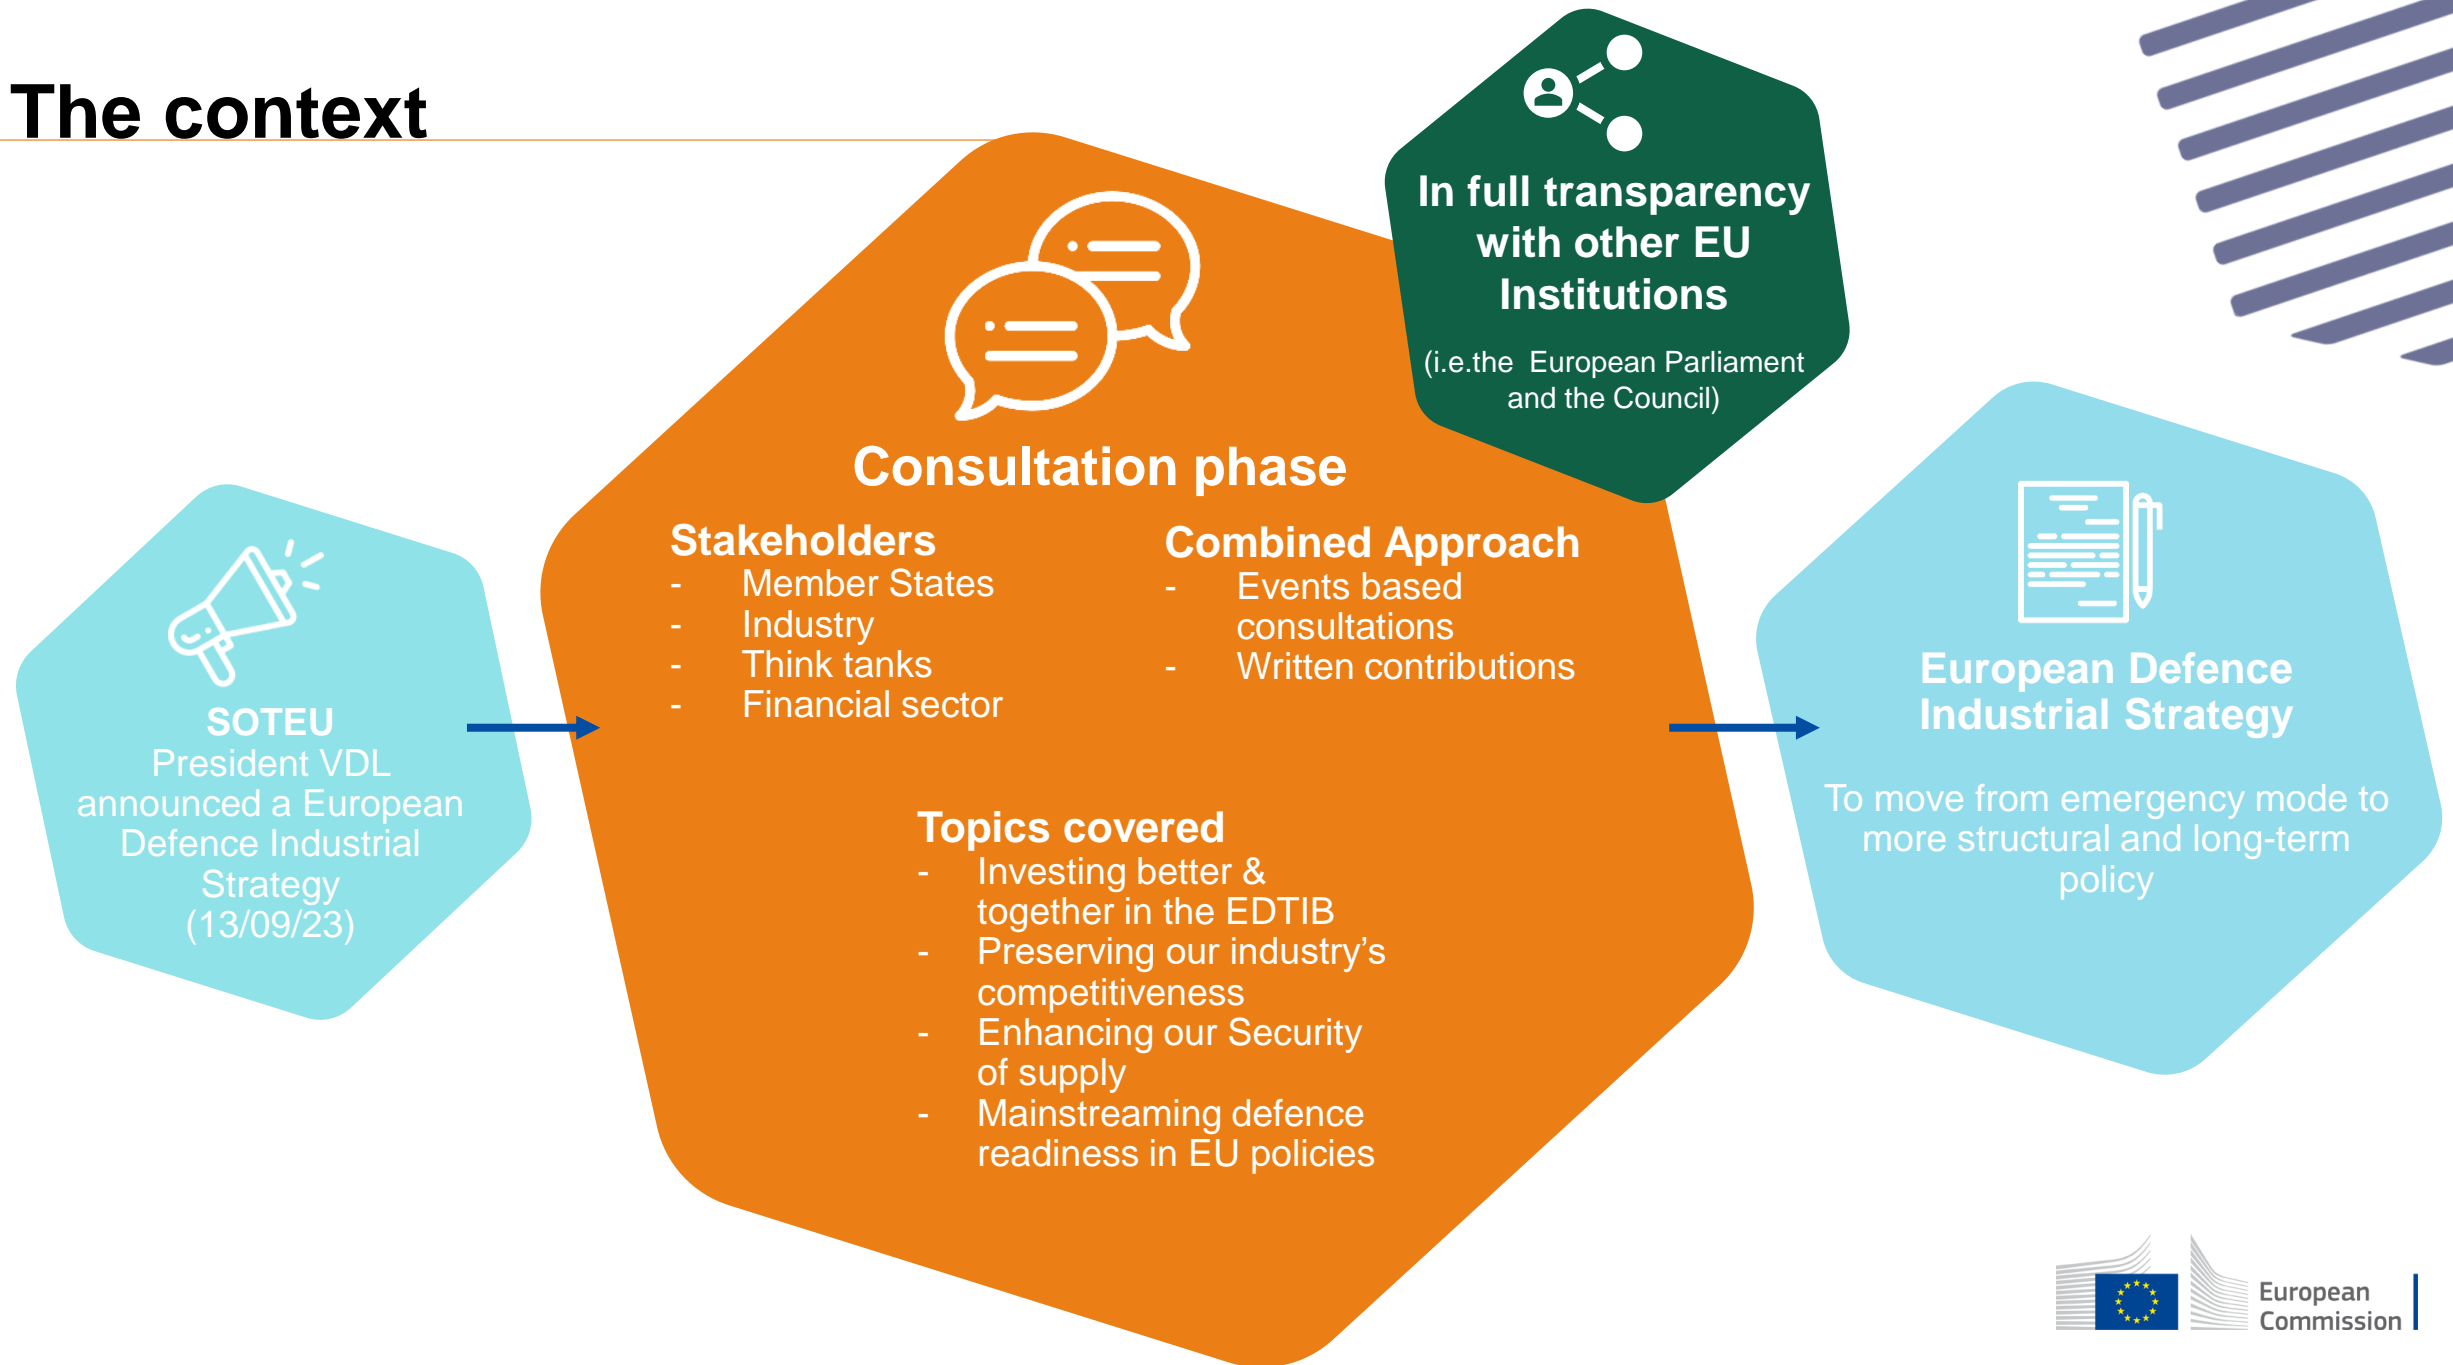 The context
In full transparency
with other EU
Institutions
(i.e.the  European Parliament
and the Council)
Consultation phase
Stakeholders
- Member States
- Industry
- Think tanks
- Financial sector
Combined Approach
- Events based
consultations
- Written contributions
Topics covered
- Investing better &
together in the EDTIB
- Preserving our industry’s
competitiveness
- Enhancing our Security
of supply
- Mainstreaming defence
readiness in EU policies
SOTEU
President VDL
announced a European
Defence Industrial
Strategy
(13/09/23)
European Defence
Industrial Strategy
To move from emergency mode to
more structural and long-term
policy
European
Commission